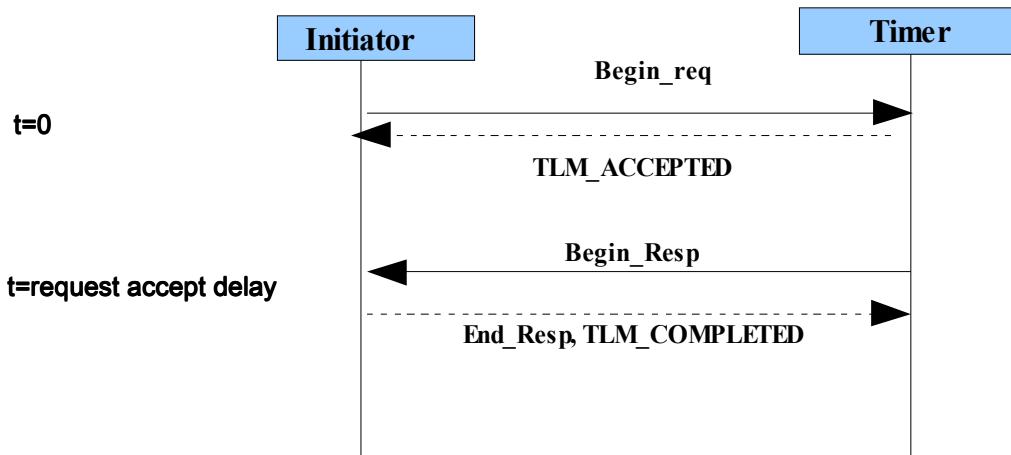 Initiator
Timer
Begin_req
t=0
TLM_ACCEPTED
Begin_Resp
t=request accept delay
End_Resp, TLM_COMPLETED